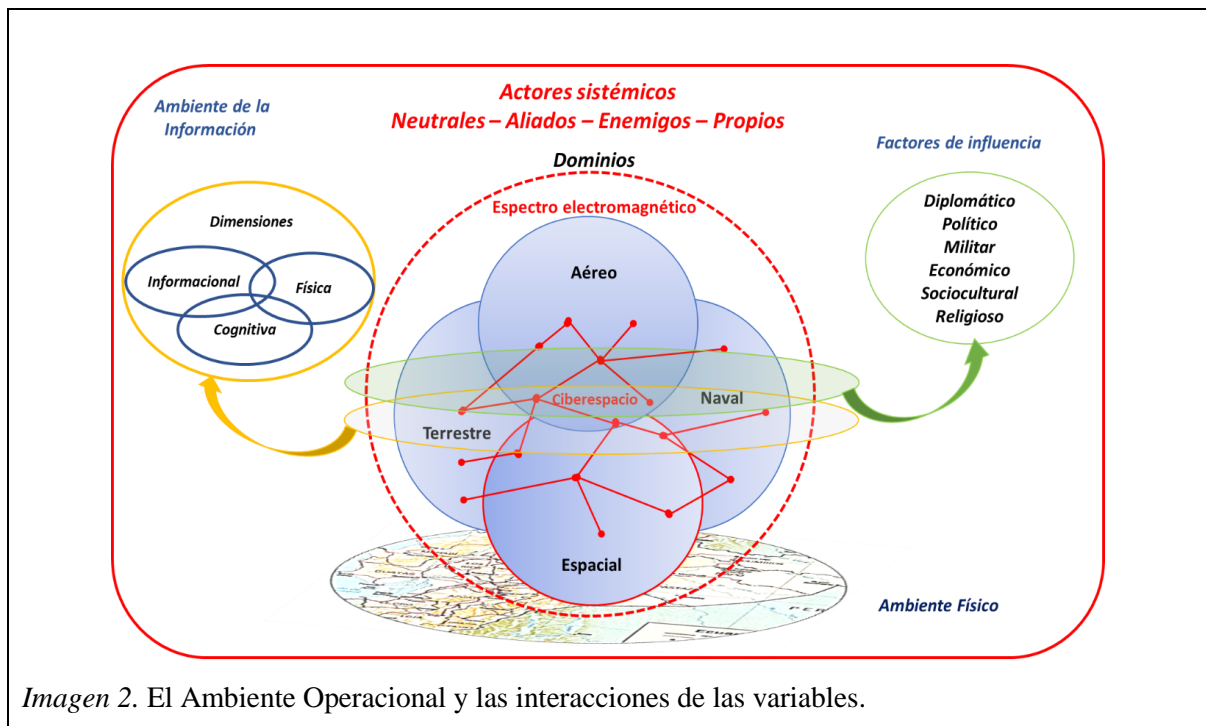 Actores sistémicos
Neutrales – Aliados – Enemigos – Propios
Ambiente de la
Información
Dimensiones
Informacional
Física
Cognitiva
Dominios
Espectro electromagnético
Aéreo
Ciberespacio
Naval
Terrestre
Espacial
Factores de influencia
Diplomático
Político
Militar
Económico
Sociocultural
Religioso
Ambiente Físico
Imagen 2. El Ambiente Operacional y las interacciones de las variables.